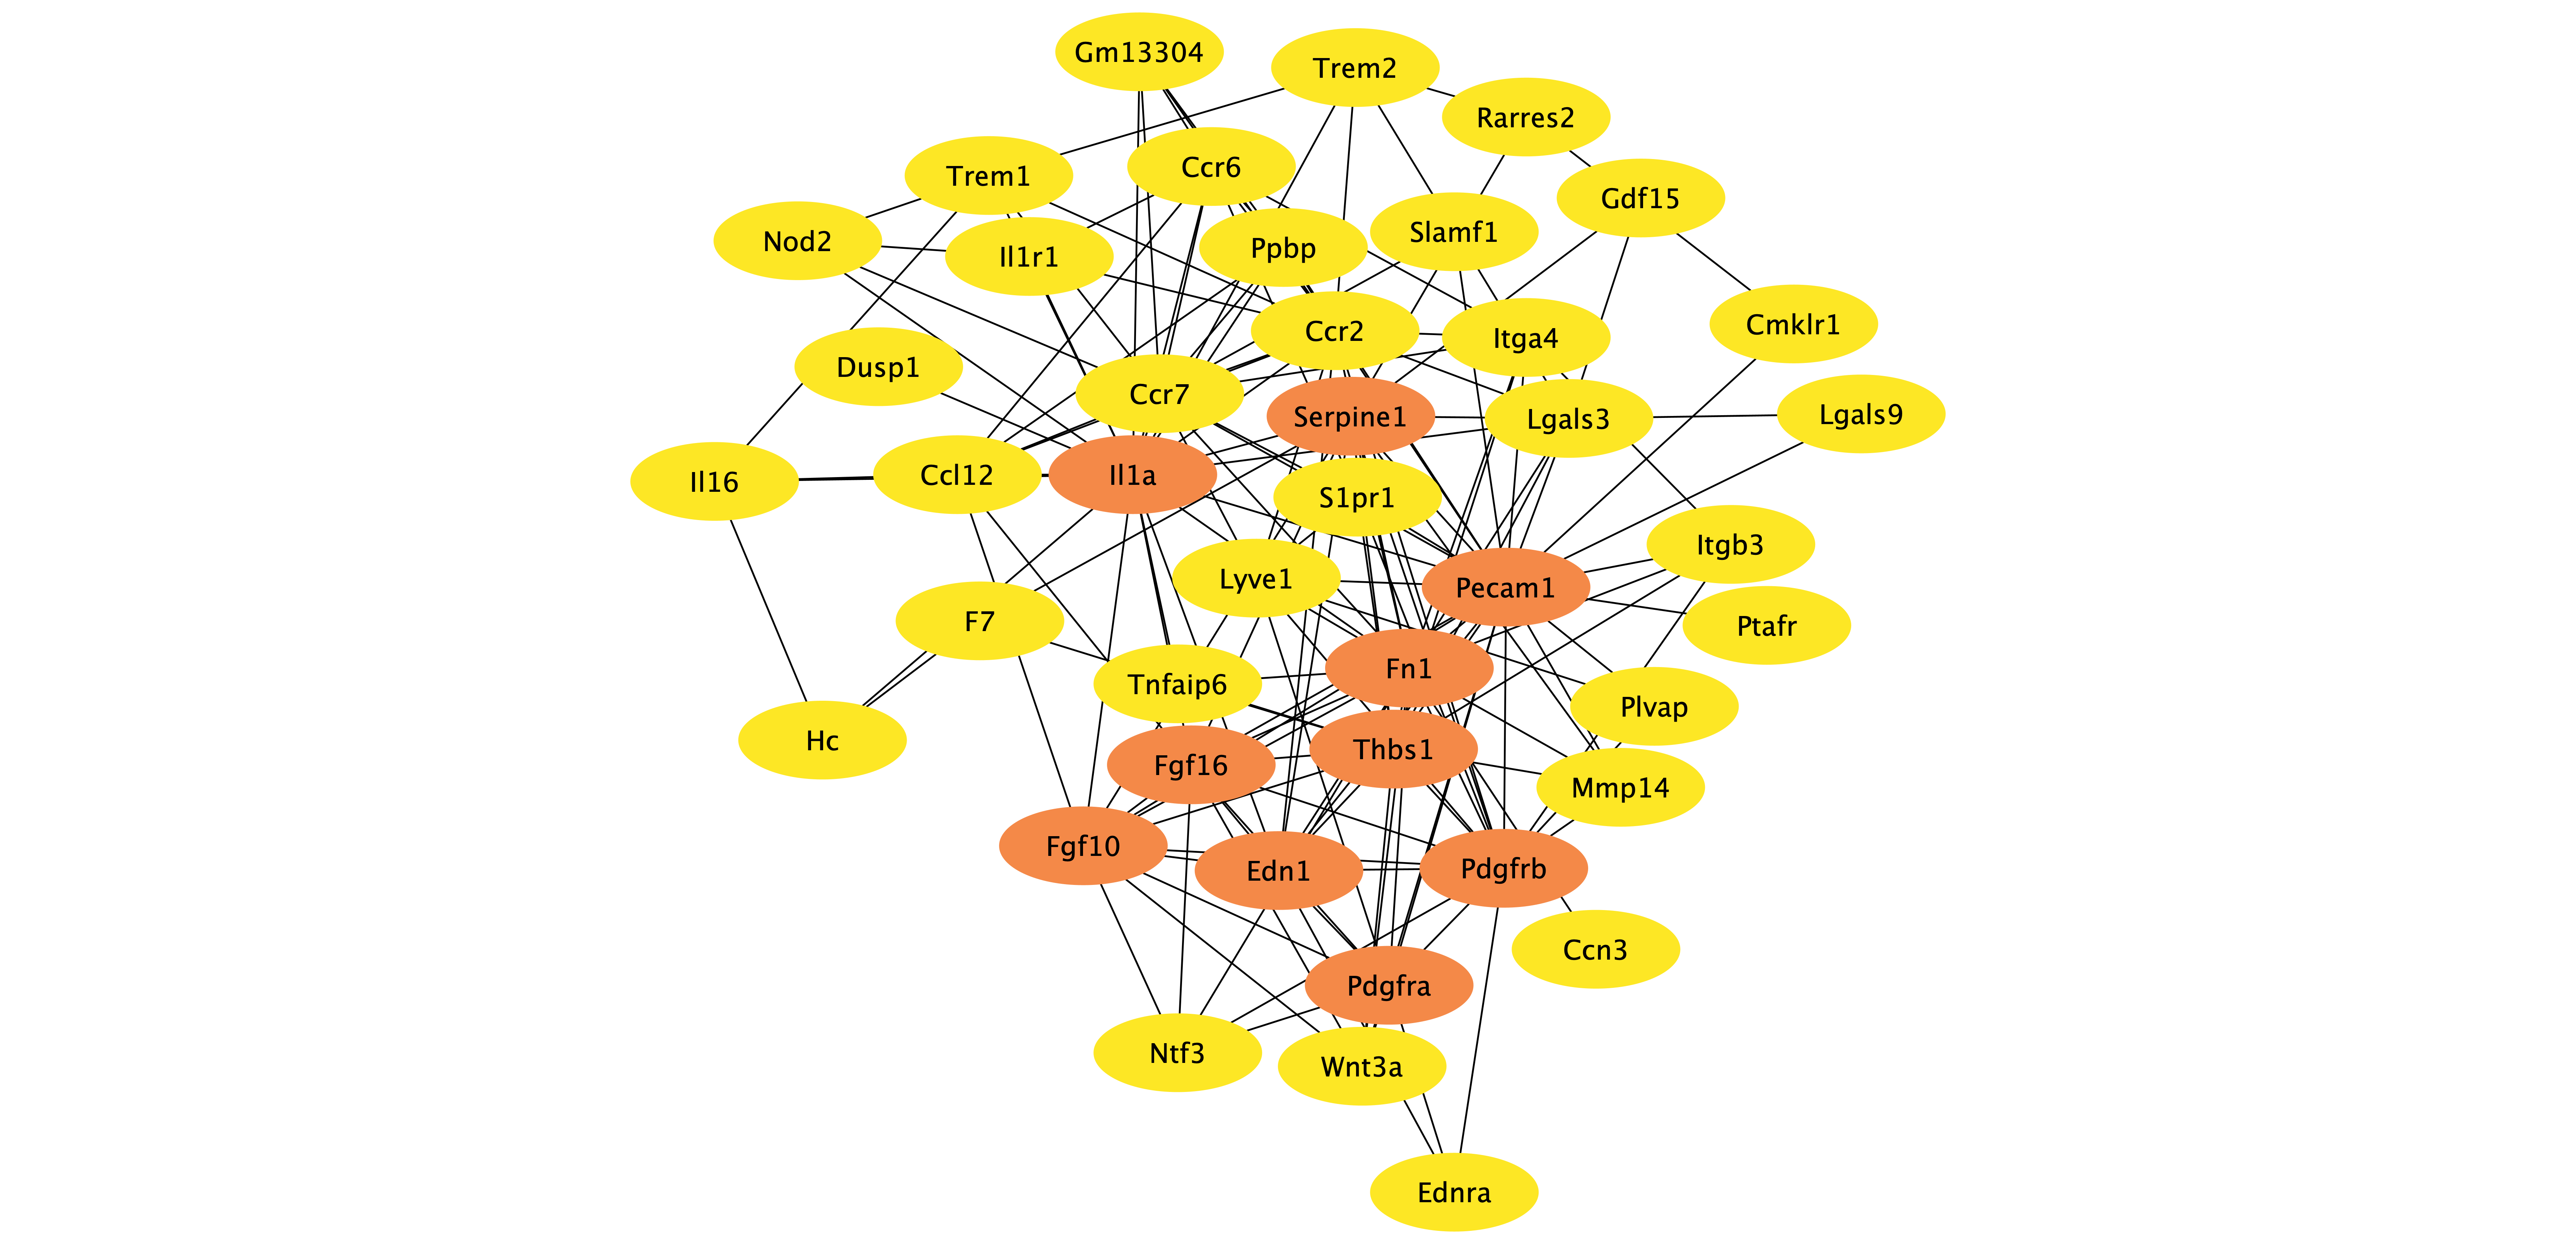 Gm13304
Trem2
Rarres2
Ccr6
Trem1
Gdf15
Slamf1
Nod2
Ppbp
Il1r1
Cmklr1
Ccr2
Itga4
Dusp1
Ccr7
Lgals9
Serpine1
Lgals3
Ccl12
Il1a
Il16
S1pr1
Itgb3
Lyve1
Pecam1
F7
Ptafr
Fn1
Tnfaip6
Plvap
Hc
Thbs1
Fgf16
Mmp14
Fgf10
Pdgfrb
Edn1
Ccn3
Pdgfra
Ntf3
Wnt3a
Ednra